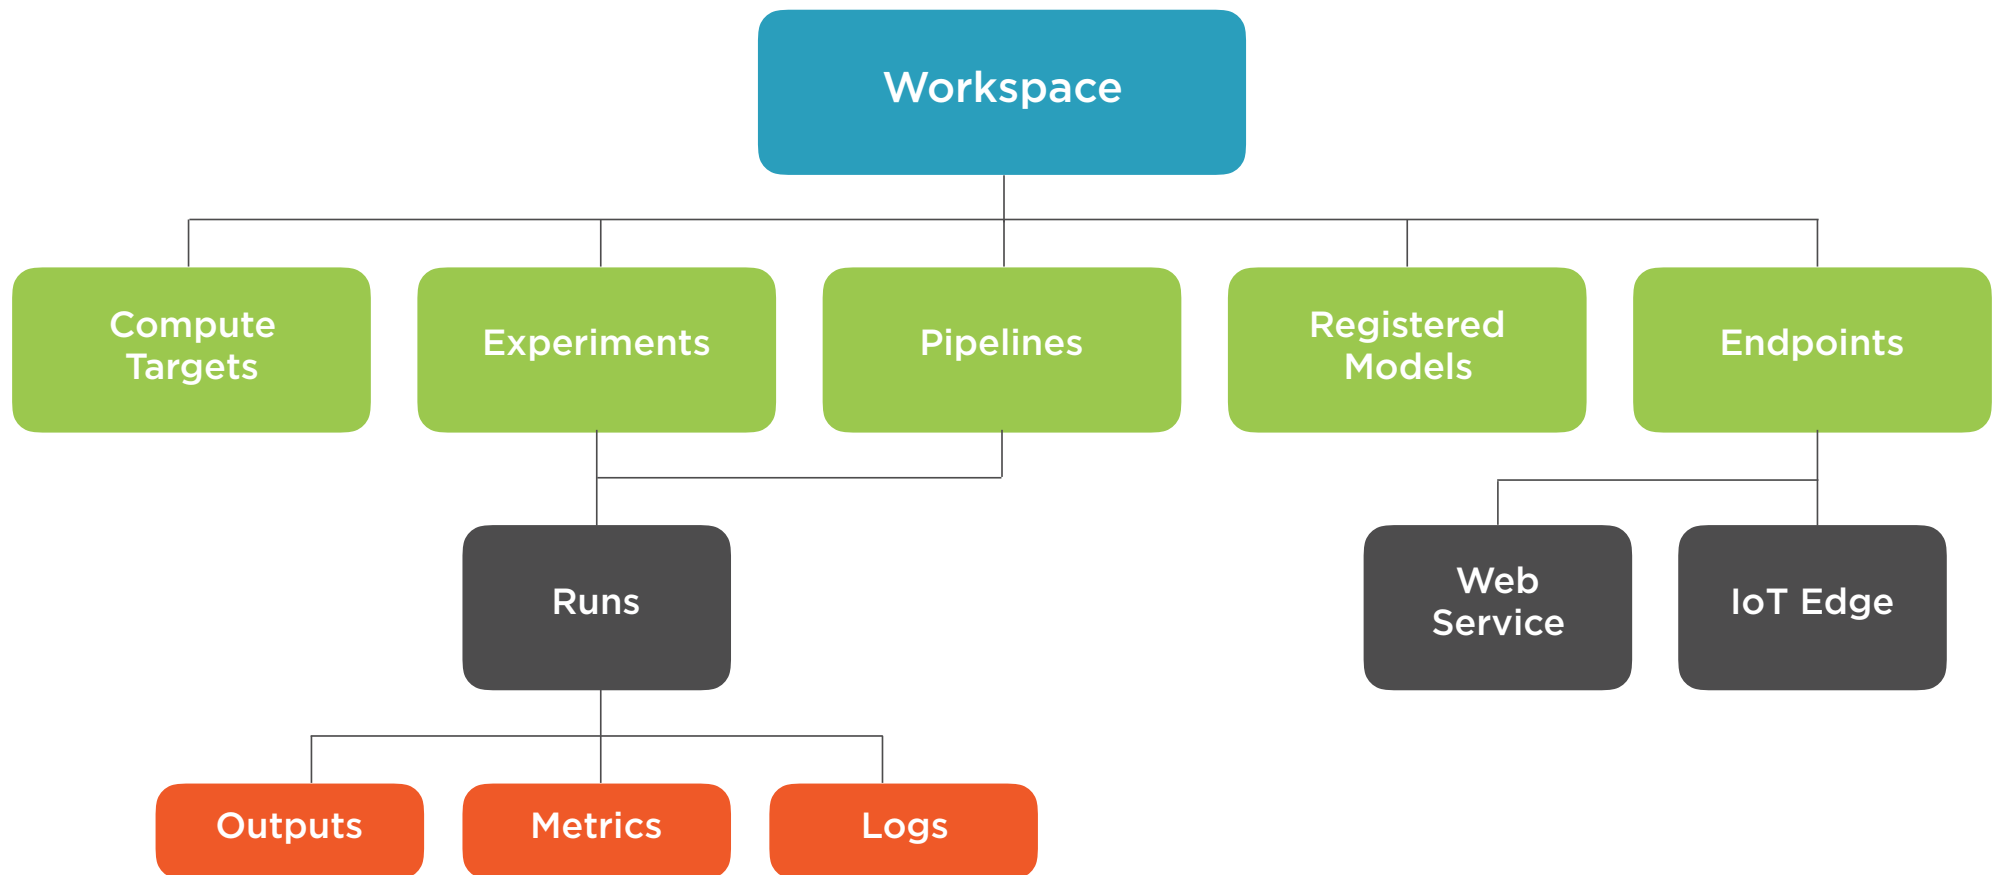 Workspace
Compute
Targets
Experiments
Pipelines
Registered
Models
Endpoints
Runs
Web
Service
IoT Edge
Outputs
Metrics
Logs